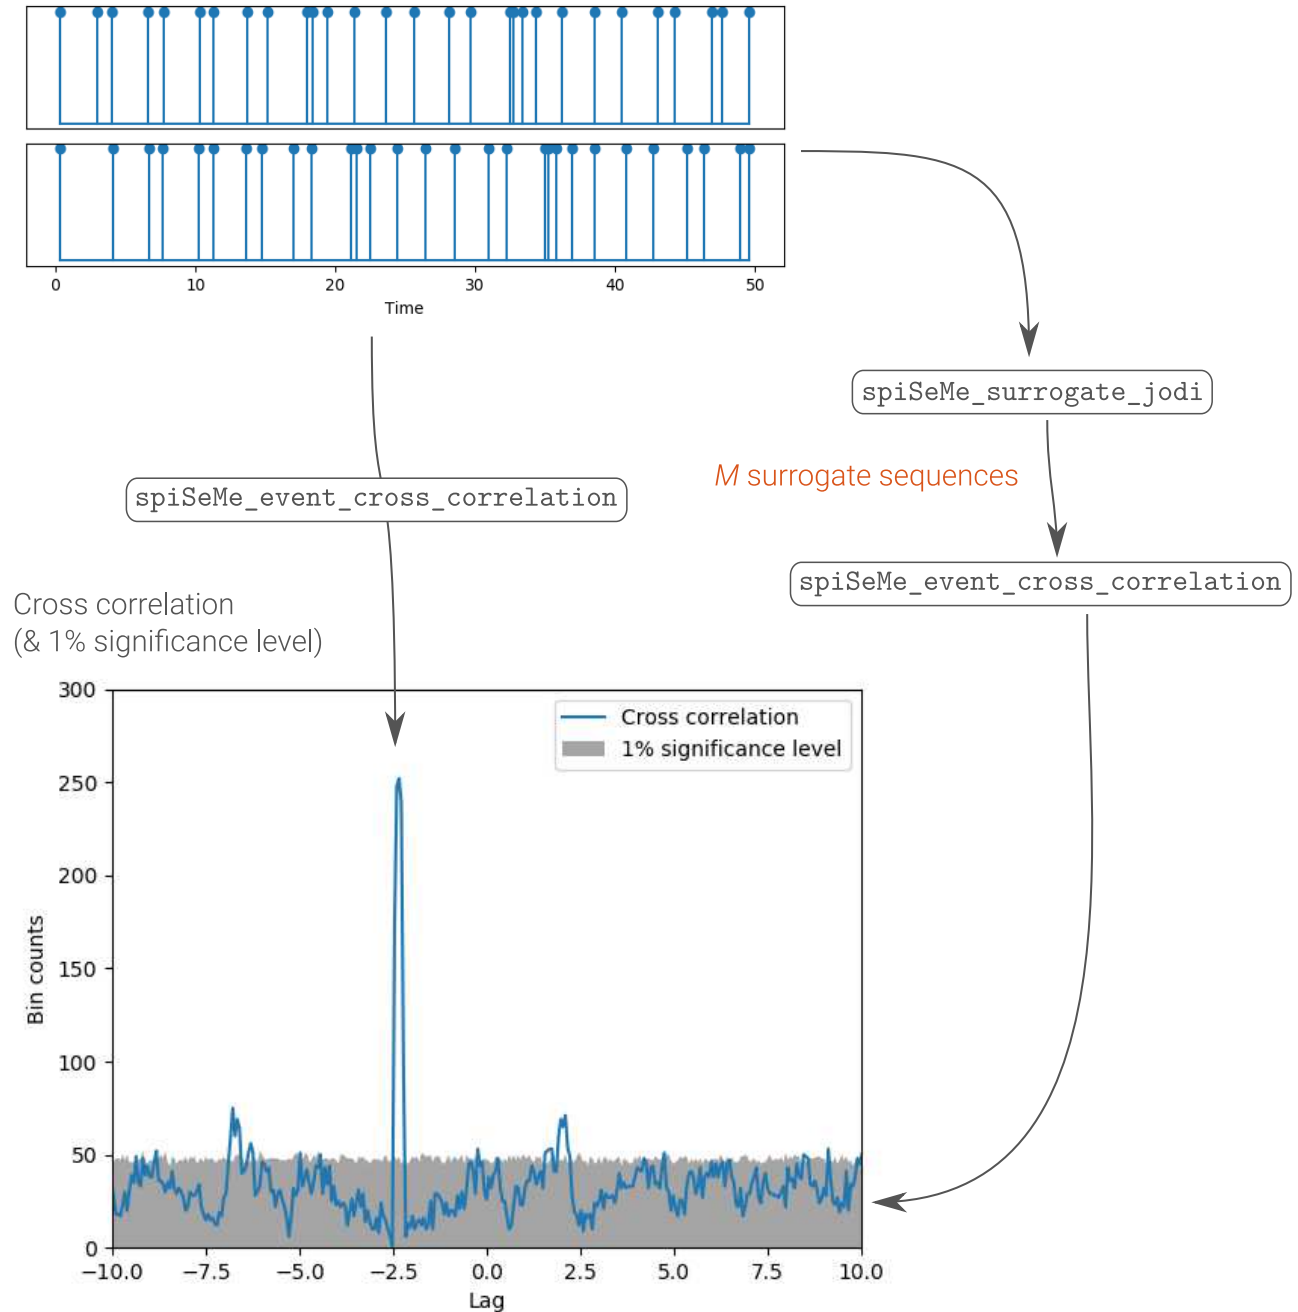 0 10 20 30 40 50
Time
spiSeMe_surrogate_jodi
M surrogate sequences
spiSeMe_event_cross_correlation
spiSeMe_event_cross_correlation
Cross correlation
(& 1% significance level)
300
250
200
150
100
50
0
Bin counts
Cross correlation
1% significance level
−10.0 −7.5 −5.0 −2.5 0.0 2.5 5.0 7.5 10.0
Lag